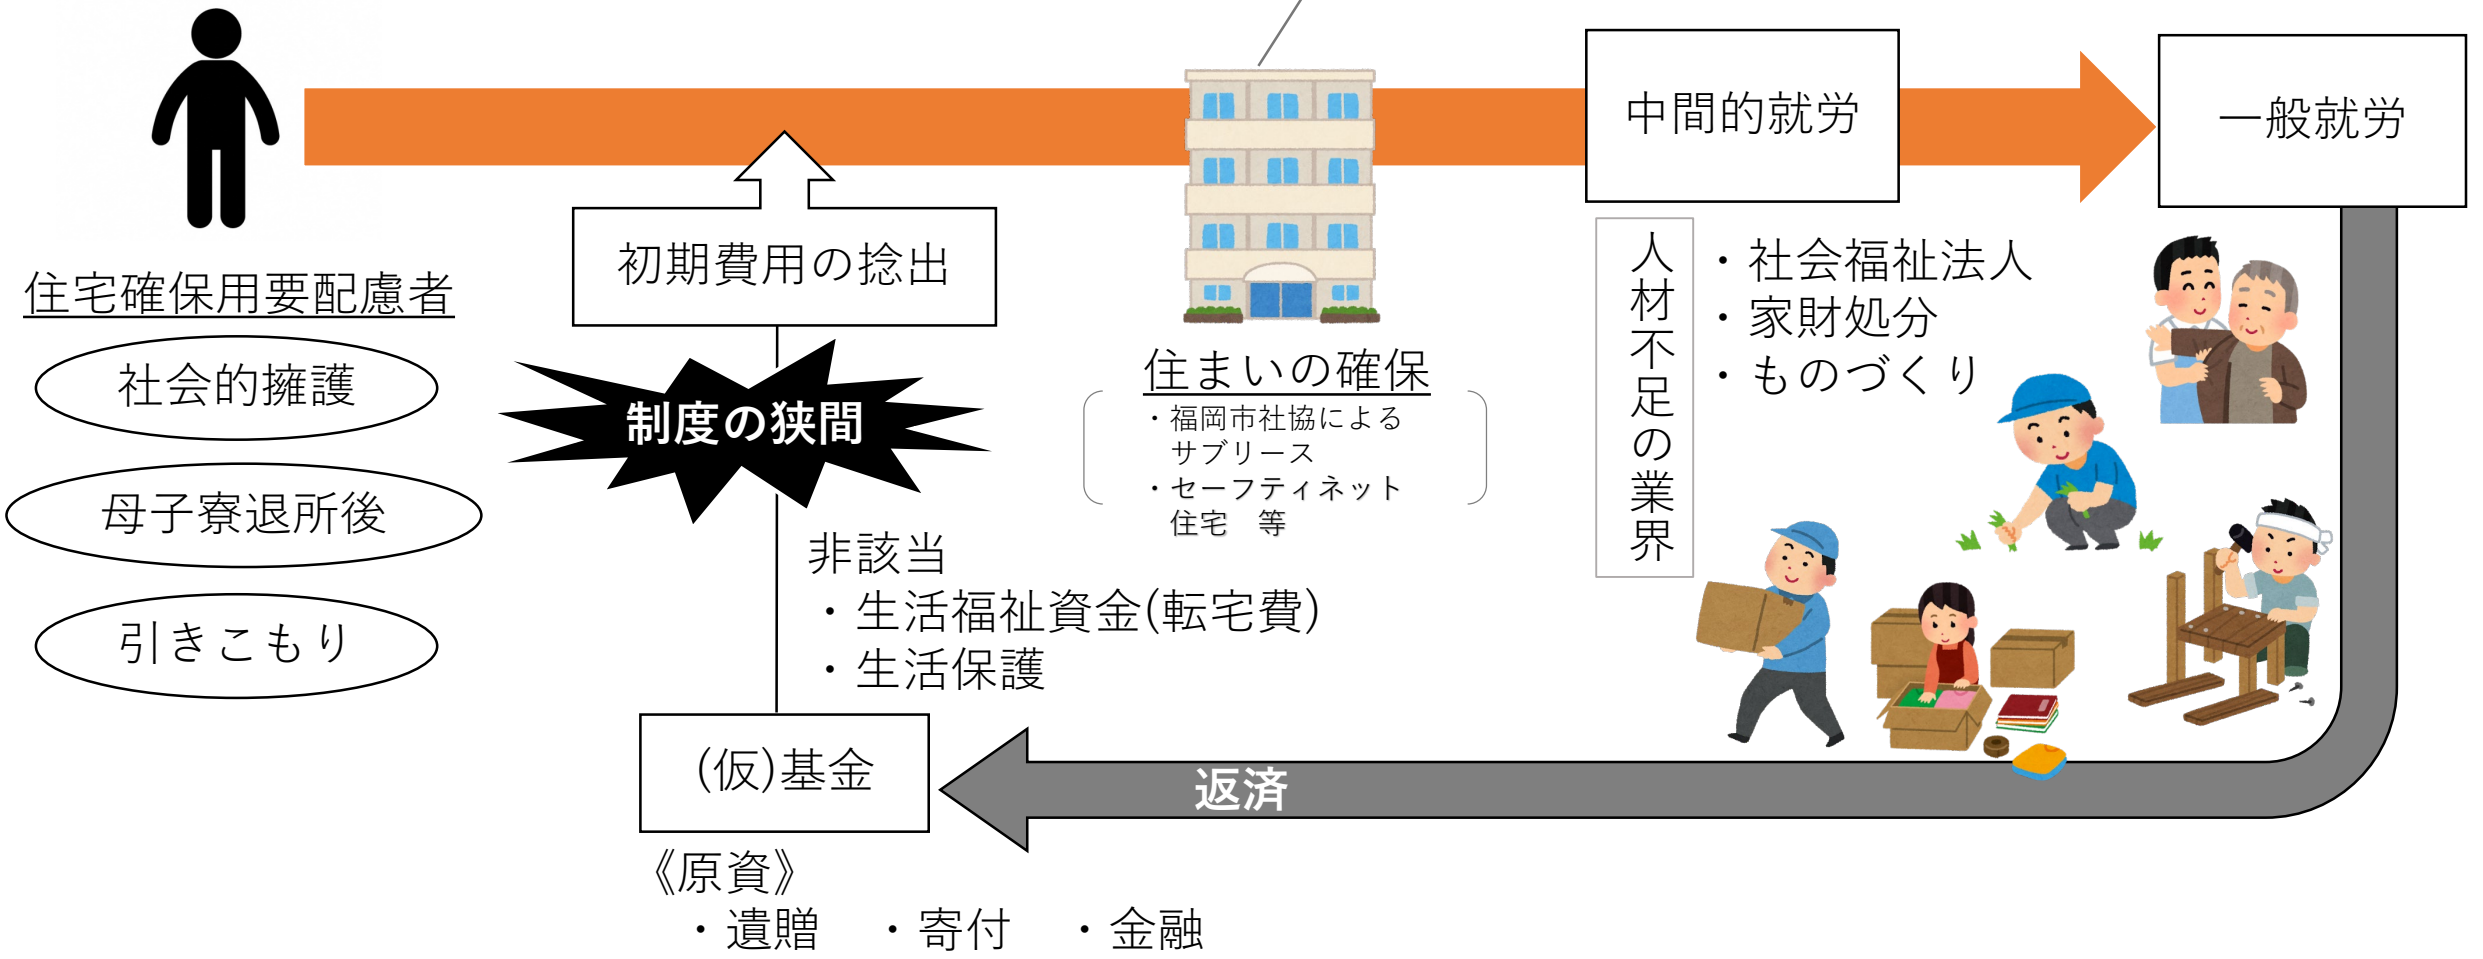 住宅確保用要配慮者
社会的擁護
母子寮退所後
引きこもり
初期費用の捻出
制度の狭間
非該当
・生活福祉資金(転宅費)
・生活保護
(仮)基金
《原資》
・遺贈　・寄付　・金融
住まいの確保
・福岡市社協による
サブリース
・セーフティネット
住宅　等
中間的就労
人材不足の業界
・社会福祉法人
・家財処分
・ものづくり
一般就労
返済